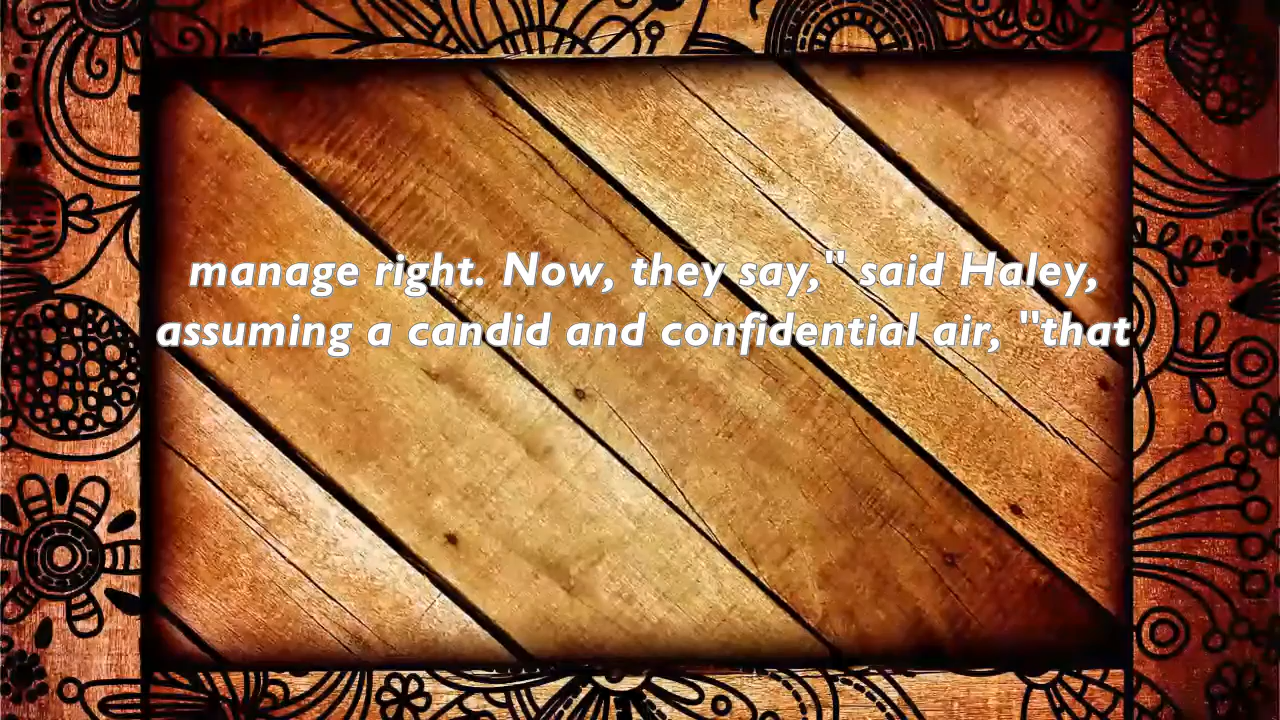 manage right. Now, they say," said Haley,
assuming a candid and confidential air, "that